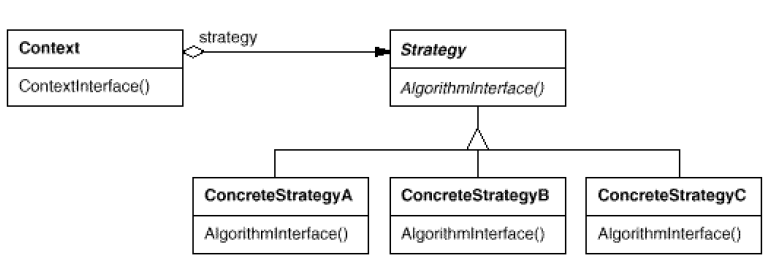 strategy
Context
Strategy
ContextInterface()
AlgorithmInterface()
ConcreteStrategyA
ConcreteStrategyB
ConcreteStrategyC
AlgorithmInterface()
AlgorithmInterface()
AlgorithmInterface()